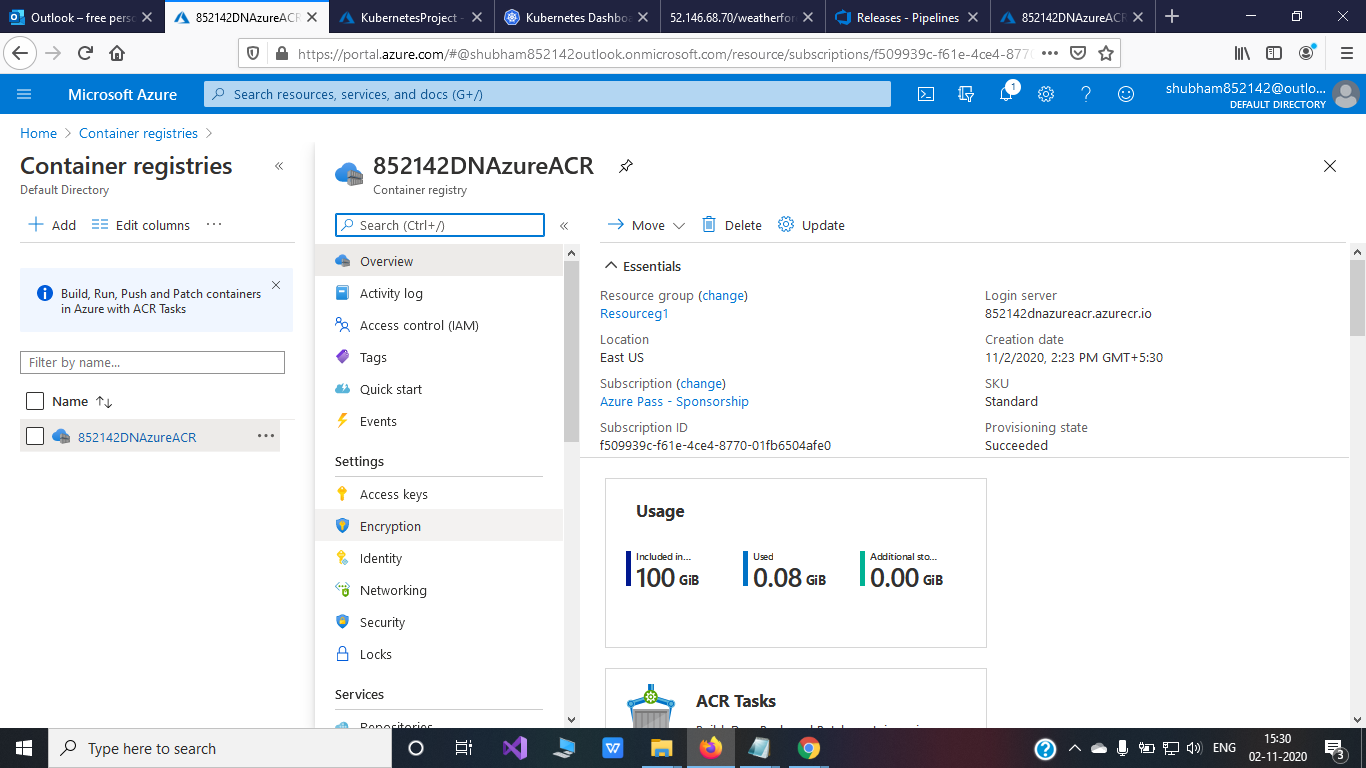 Outlook – free perso
852142DNAzureACR
KubernetesProject -
Kubernetes Dashboa
52.146.68.70/weatherfor
Releases - Pipelines
852142DNAzureACR
https://portal.azure.com/#@shubham852142outlook.onmicrosoft.com/resource/subscriptions/f509939c-f61e-4ce4-8770
Microsoft Azure
Search resources, services, and docs (G+/)
1
shubham852142@outlo...
DEFAULT DIRECTORY
Home > Container registries >
Container registries
Default Directory
Add
Edit columns
Build, Run, Push and Patch containers
in Azure with ACR Tasks
Filter by name...
Name
852142DNAzureACR
852142DNAzureACR
Container registry
Search (Ctrl+/)
Overview
Activity log
Access control (IAM)
Tags
Quick start
Events
Settings
Access keys
Encryption
Identity
Networking
Security
Locks
Services
Repositories
Move
Delete
Update
Essentials
Resource group (change)
Resourceg1
Location
East US
Subscription (change)
Azure Pass - Sponsorship
Subscription ID
f509939c-f61e-4ce4-8770-01fb6504afe0
Login server
852142dnazureacr.azurecr.io
Creation date
11/2/2020, 2:23 PM GMT+5:30
SKU
Standard
Provisioning state
Succeeded
Usage
Included in...
100 GiB
Used
0.08 GiB
Additional sto...
0.00 GiB
ACR Tasks
Type here to search
ENG
15:30
02-11-2020
3